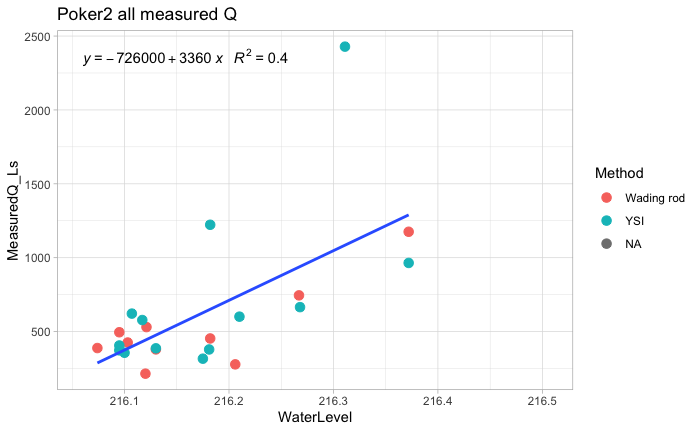 Poker2 all measured Q
y = − 726000 + 3360 x R² = 0.4
2500
2000
1500
1000
500
MeasuredQ_Ls
216.1 216.2 216.3 216.4 216.5
WaterLevel
Method
Wading rod
YSI
NA